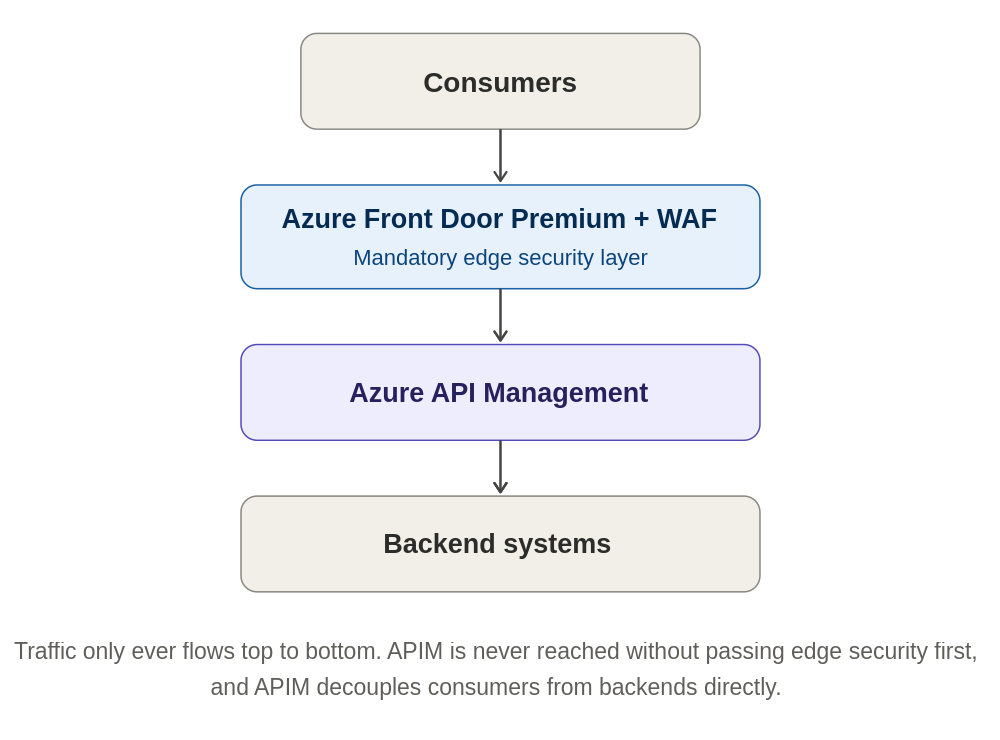 Consumers
Azure Front Door Premium + WAF
Mandatory edge security layer
Azure API Management
Backend systems
Traffic only ever flows top to bottom. APIM is never reached without passing edge security first,
and APIM decouples consumers from backends directly.